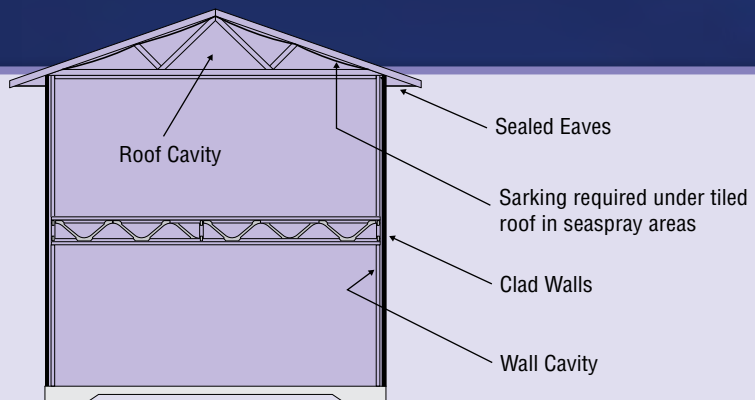 Roof Cavity
Sealed Eaves
Sarking required under tiled
roof in seaspray areas
Clad Walls
Wall Cavity